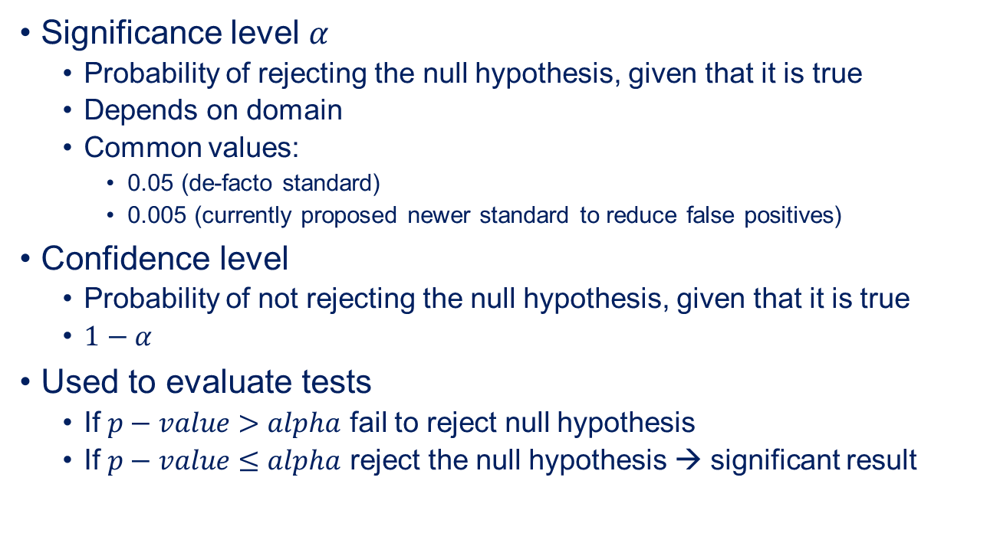 • Significance level 𝛼
• Probability of rejecting the null hypothesis, given that it is true
• Depends on domain
• Common values:
• 0.05 (de-facto standard)
• 0.005 (currently proposed newer standard to reduce false positives)
• Confidence level
• Probability of not rejecting the null hypothesis, given that it is true
• 1 − 𝛼
• Used to evaluate tests
• If 𝑝 − 𝑣𝑎𝑙𝑢𝑒 > 𝑎𝑙𝑝ℎ𝑎 fail to reject null hypothesis
• If 𝑝 − 𝑣𝑎𝑙𝑢𝑒 ≤ 𝑎𝑙𝑝ℎ𝑎 reject the null hypothesis → significant result